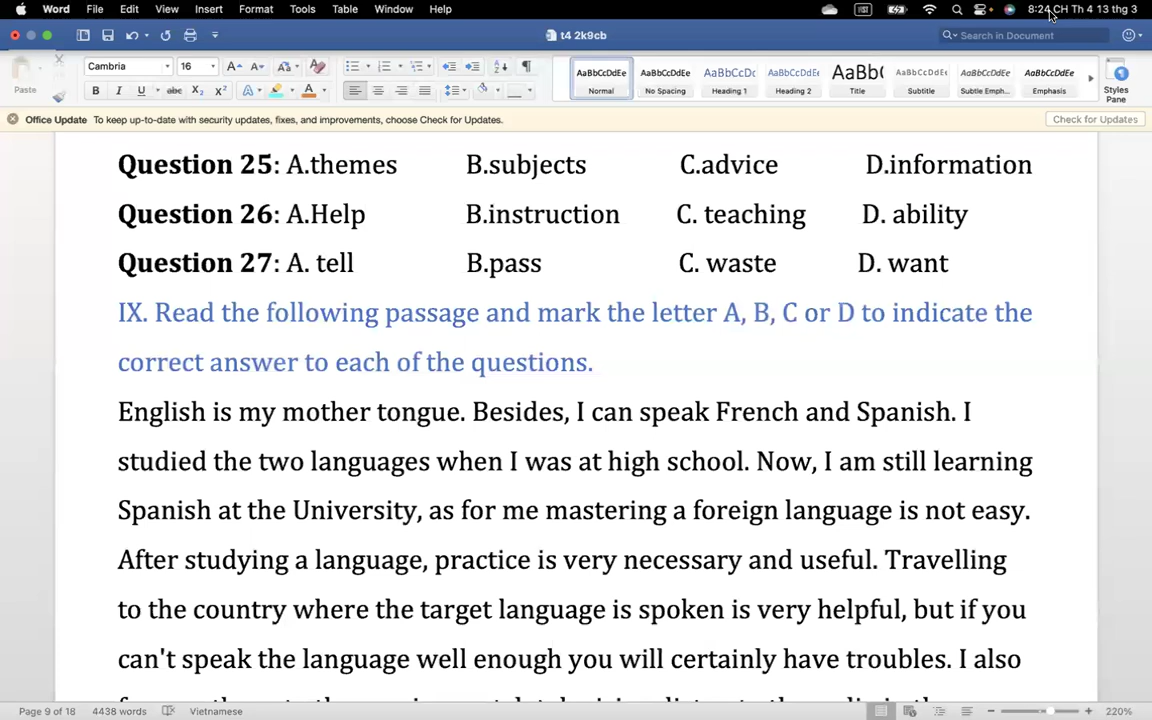 Word File Edit View Insert Format Tools Table Window Help 8:24 CH Th 4 13 thg 3
t4 2k9cb
Search in Document
Paste
Cambria 16
AaBbCcDdEe AaBbCcDdEe AaBbCcDc AaBbCcDdEe AaBb( AaBbCcDdEe AaBbCcDdEe AaBbCcDdEe
Normal No Spacing Heading 1 Heading 2 Title Subtitle Subtle Emph... Emphasis
Styles
Pane
Office Update To keep up-to-date with security updates, fixes, and improvements, choose Check for Updates. Check for Updates
Question 25: A.themes B.subjects C.advice D.information
Question 26: A.Help B.instruction C. teaching D. ability
Question 27: A. tell B.pass C. waste D. want
IX. Read the following passage and mark the letter A, B, C or D to indicate the
correct answer to each of the questions.
English is my mother tongue. Besides, I can speak French and Spanish. I
studied the two languages when I was at high school. Now, I am still learning
Spanish at the University, as for me mastering a foreign language is not easy.
After studying a language, practice is very necessary and useful. Travelling
to the country where the target language is spoken is very helpful, but if you
can't speak the language well enough you will certainly have troubles. I also
Page 9 of 18 4438 words Vietnamese 220%